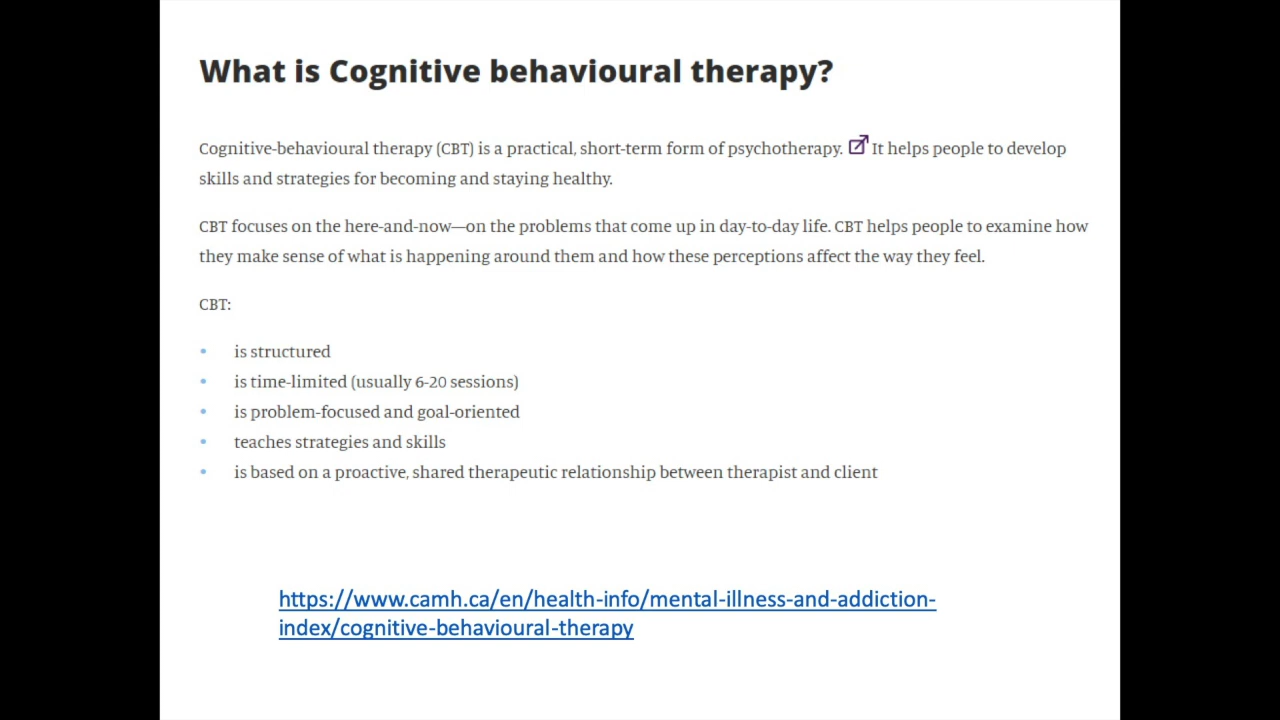 What is Cognitive behavioural therapy?
Cognitive-behavioural therapy (CBT) is a practical, short-term form of psychotherapy. It helps people to develop
skills and strategies for becoming and staying healthy.
CBT focuses on the here-and-now—on the problems that come up in day-to-day life. CBT helps people to examine how
they make sense of what is happening around them and how these perceptions affect the way they feel.
CBT:
• is structured
• is time-limited (usually 6-20 sessions)
• is problem-focused and goal-oriented
• teaches strategies and skills
• is based on a proactive, shared therapeutic relationship between therapist and client
https://www.camh.ca/en/health-info/mental-illness-and-addiction-
index/cognitive-behavioural-therapy